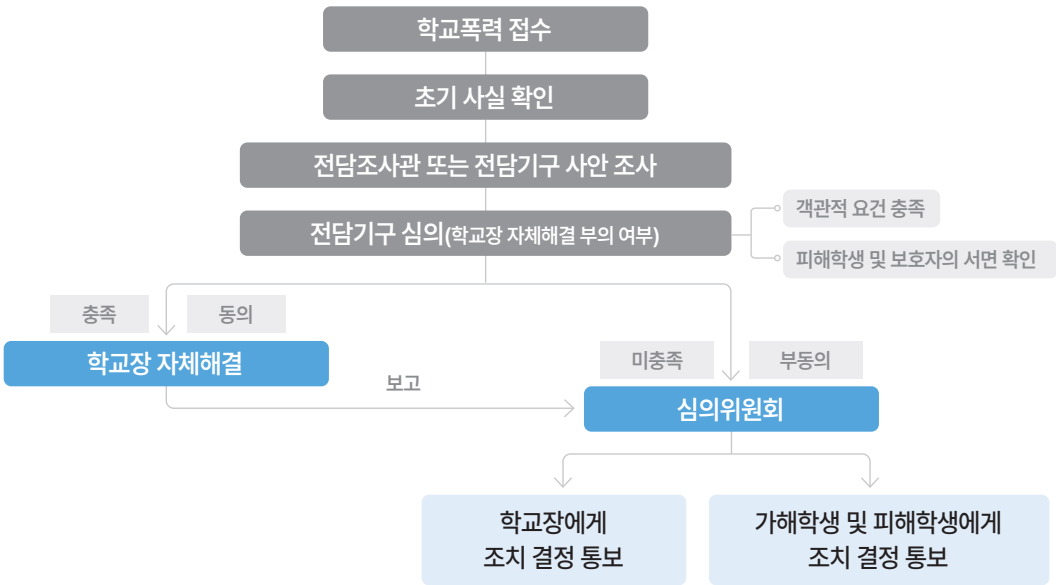 학교폭력 접수
초기 사실 확인
전담조사관 또는 전담기구 사안 조사
전담기구 심의(학교장 자체해결 부의 여부)
객관적 요건 충족
피해학생 및 보호자의 서면 확인
충족
동의
학교장 자체해결
보고
미충족
부동의
심의위원회
학교장에게
조치 결정 통보
가해학생 및 피해학생에게
조치 결정 통보